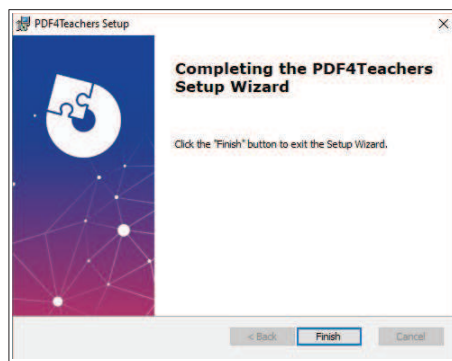 PDF4Teachers Setup
Completing the PDF4Teachers
Setup Wizard
Click the "Finish" button to exit the Setup Wizard.
< Back
Finish
Cancel